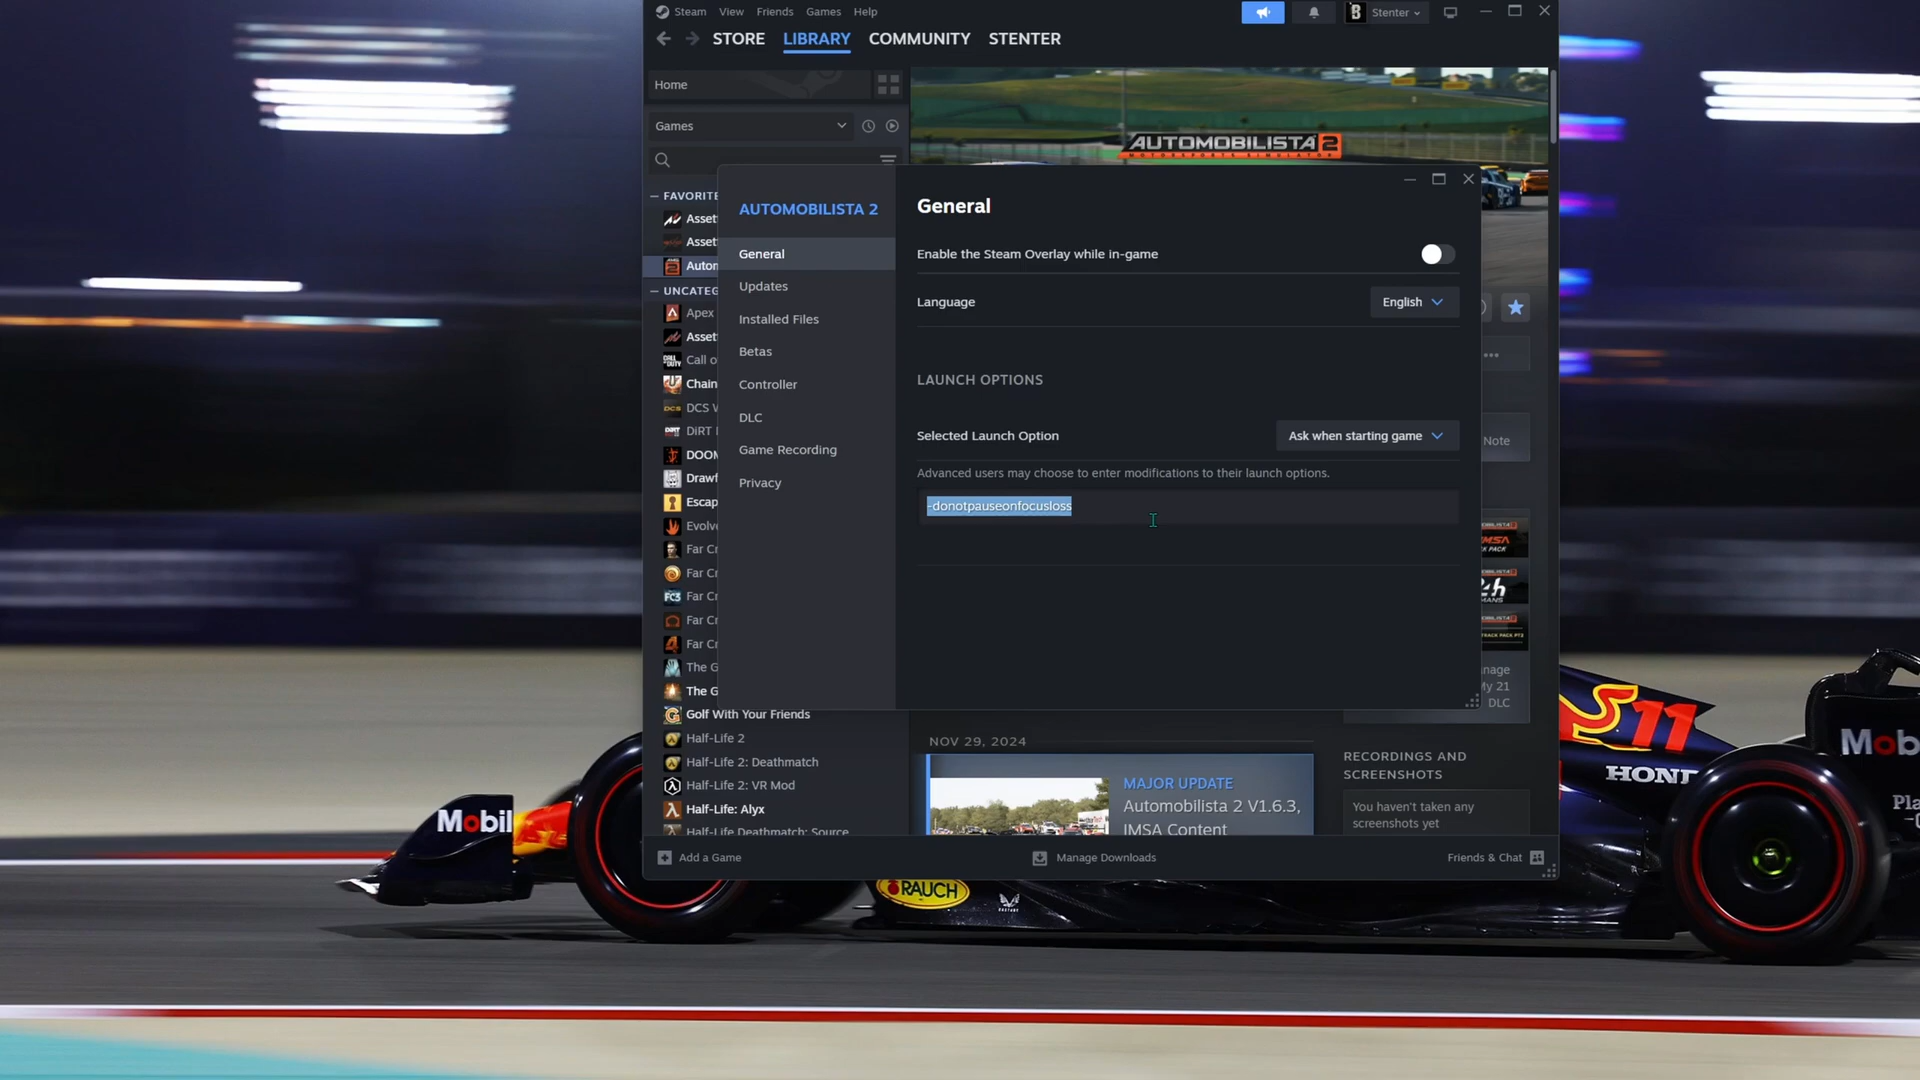 Steam View Friends Games Help
Stenter
STORE LIBRARY COMMUNITY STENTER
Home
Games
AUTOMOBILISTA 2
FAVORITE
Asset
Asset
Autom
UNCATEG
Apex
Asset
Call o
Chain
DCS W
DiRT
DOOM
Drawf
Escap
Evolve
Far Cr
Far Cr
Far Cr
Far Cr
Far Cr
The G
The G
Golf With Your Friends
Half-Life 2
Half-Life 2: Deathmatch
Half-Life 2: VR Mod
Half-Life: Alyx
Half-Life Deathmatch: Source
AUTOMOBILISTA 2
General
Updates
Installed Files
Betas
Controller
DLC
Game Recording
Privacy
General
Enable the Steam Overlay while in-game
Language English
LAUNCH OPTIONS
Selected Launch Option Ask when starting game
Advanced users may choose to enter modifications to their launch options.
-donotpauseonfocusloss
Note
nage
My 21
DLC
NOV 29, 2024
MAJOR UPDATE
Automobilista 2 V1.6.3,
IMSA Content
RECORDINGS AND
SCREENSHOTS
You haven't taken any
screenshots yet
Add a Game
Manage Downloads
Friends & Chat
Mobil
RAUCH
11
HOND
Mob